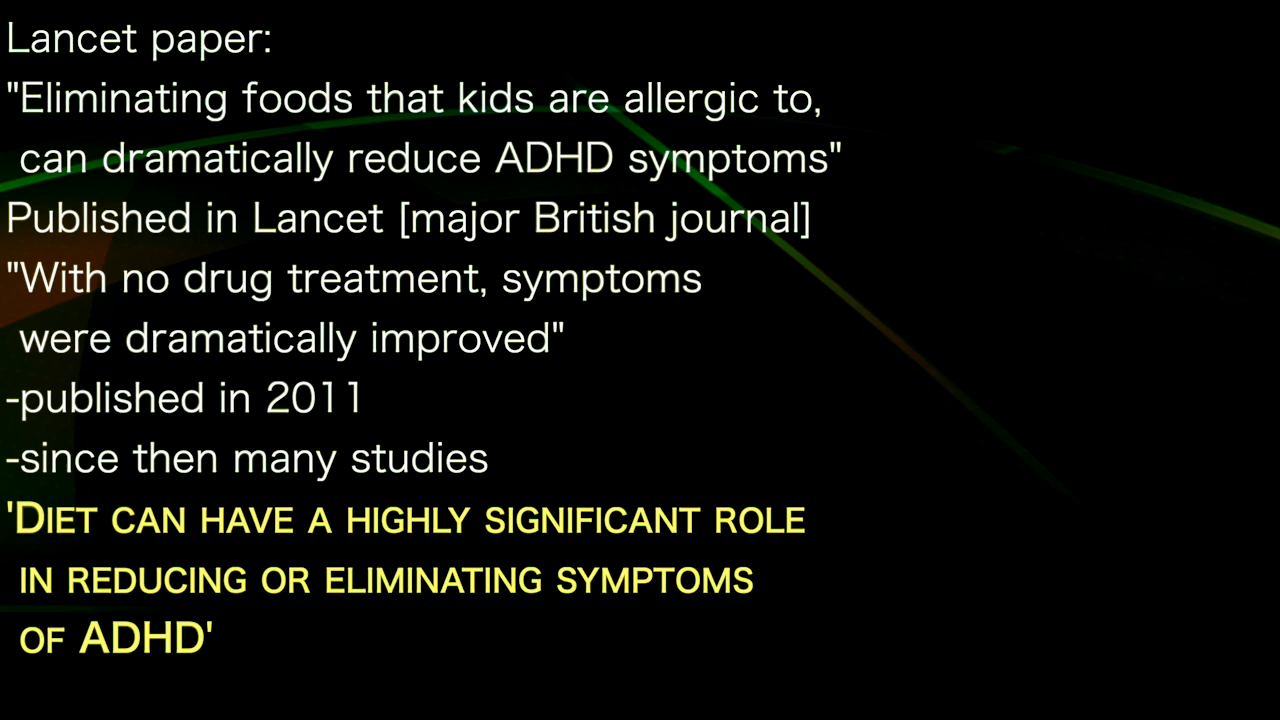 Lancet paper:
"Eliminating foods that kids are allergic to,
can dramatically reduce ADHD symptoms"
Published in Lancet [major British journal]
"With no drug treatment, symptoms
were dramatically improved"
-published in 2011
-since then many studies
'DIET CAN HAVE A HIGHLY SIGNIFICANT ROLE
IN REDUCING OR ELIMINATING SYMPTOMS
OF ADHD'